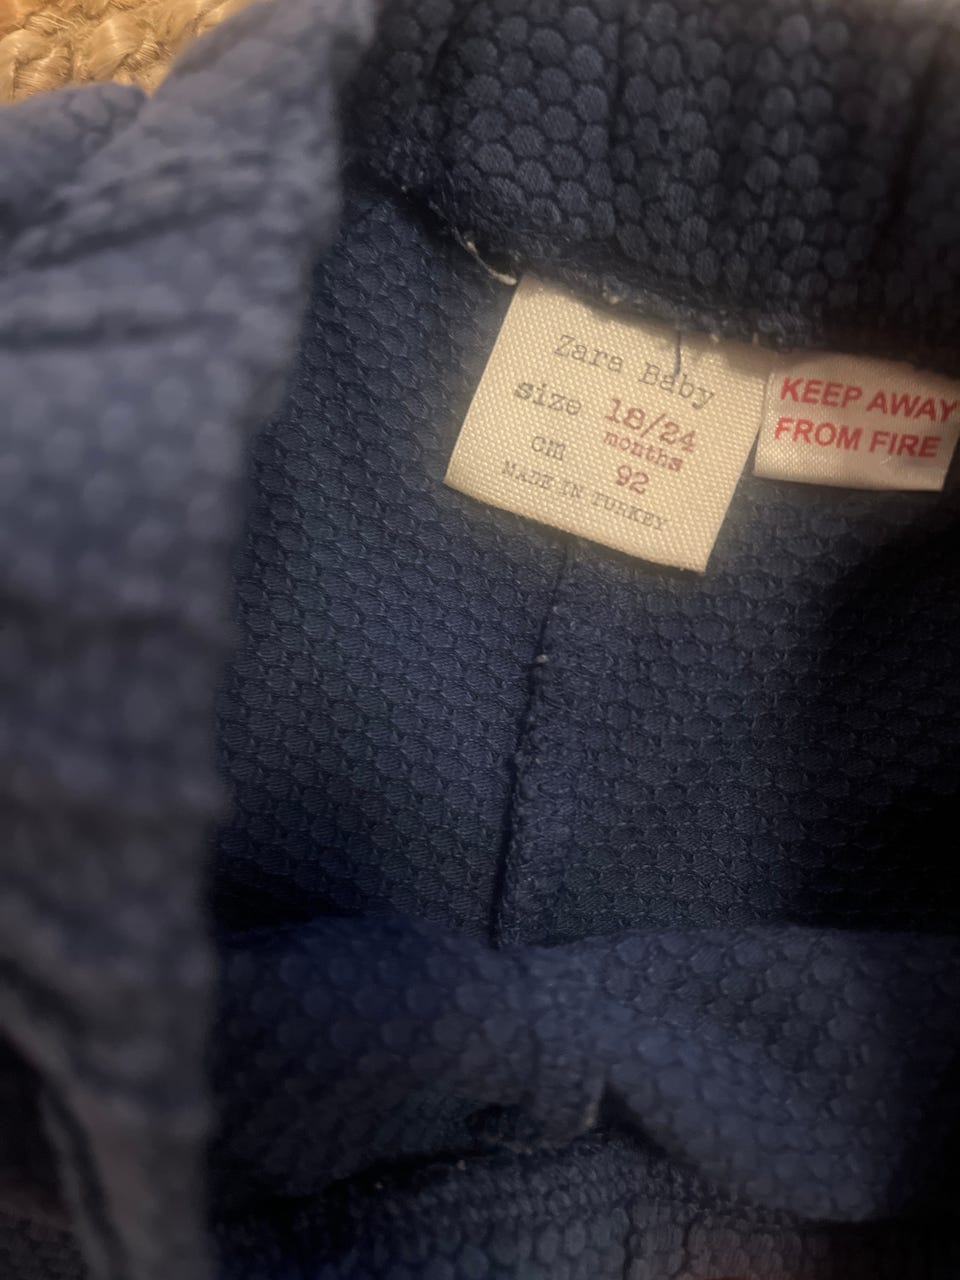 Zara Baby
size 18/24
months
cm 92
MADE IN TURKEY
KEEP AWAY
FROM FIRE